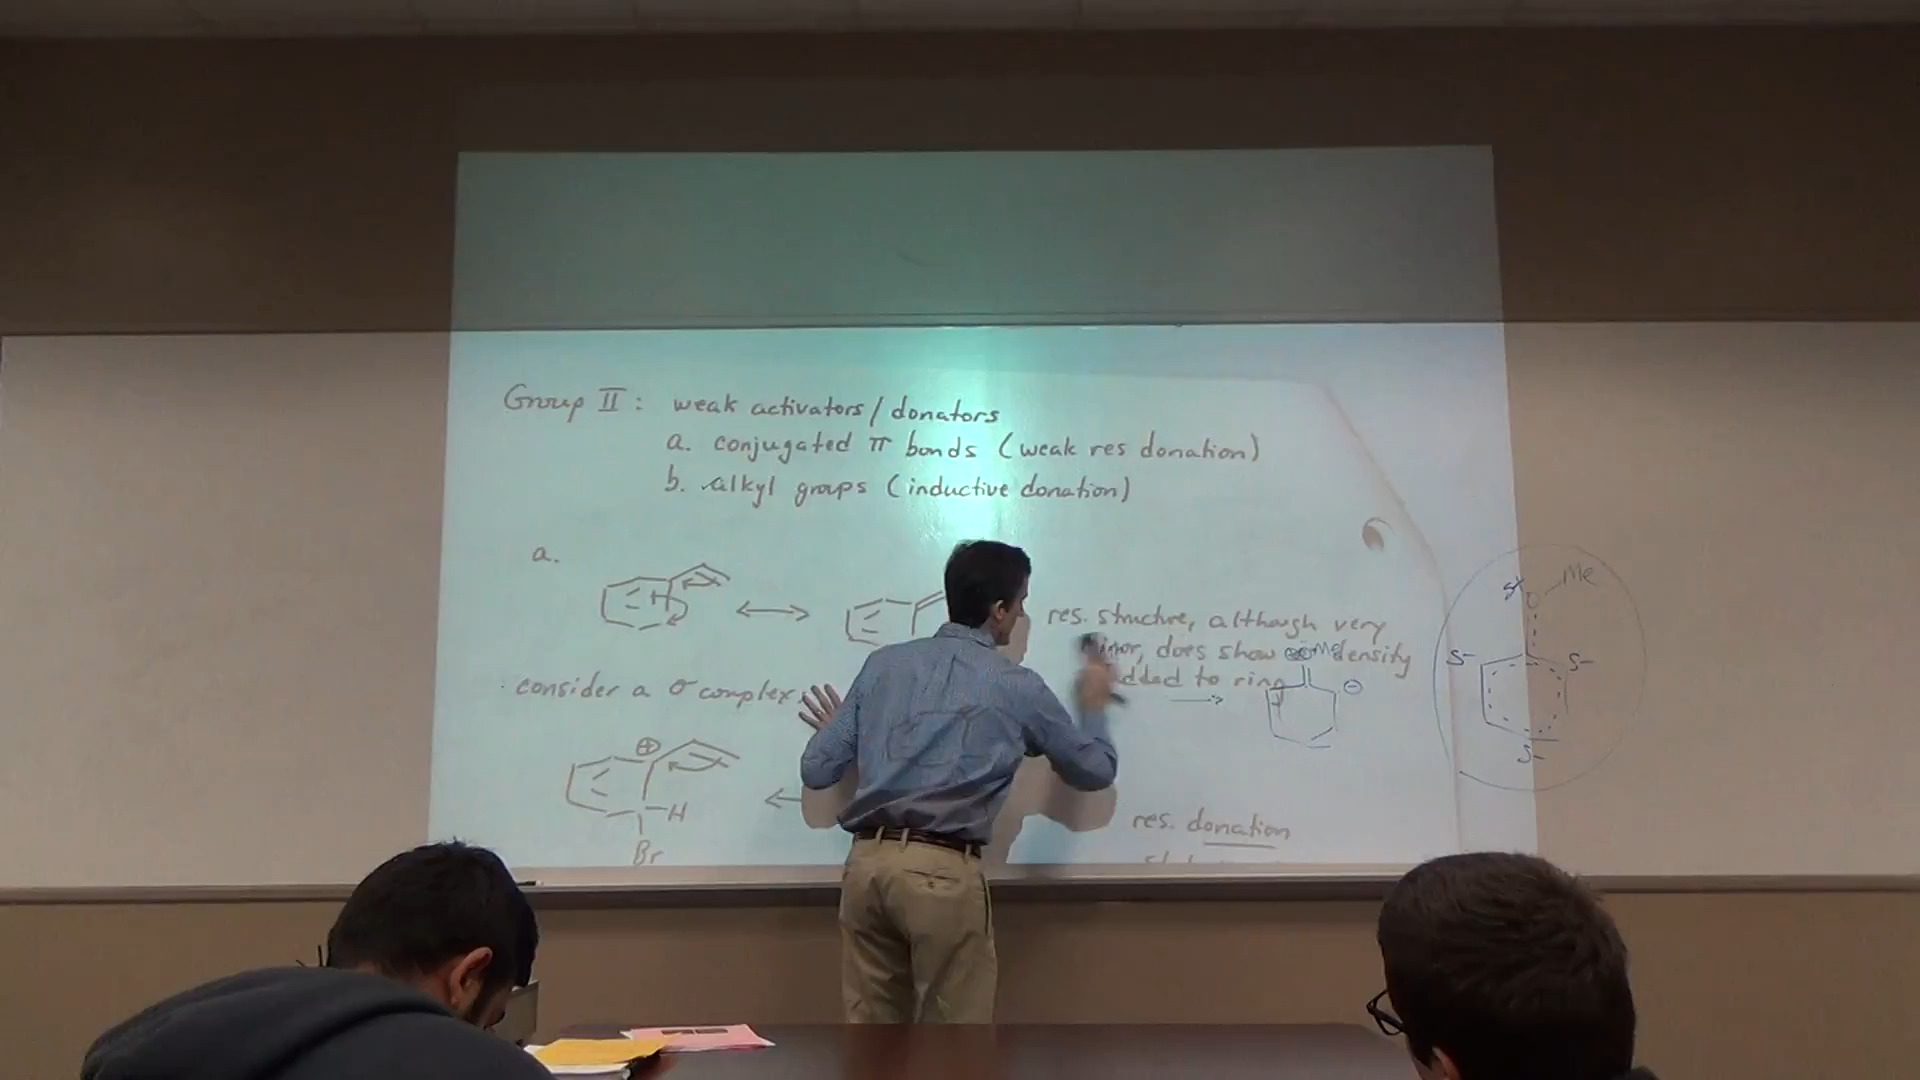 Group II: weak activators/donators
a. conjugated π bonds (weak res donation)
b. alkyl groups (inductive donation)
a.
res. structure, although very
does show density
added to ring
consider a σ complex
⊕
H
Br
res. donation
OMe
⊖
Me
δ+
O
δ-
δ-
δ-